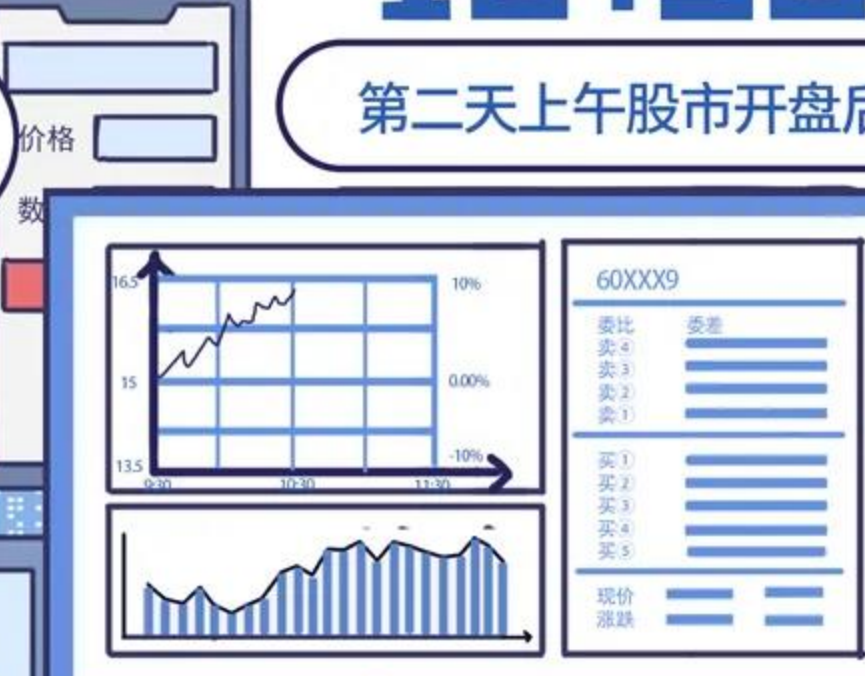 第二天上午股市开盘后
价格
数
16.5
10%
15
0.00%
13.5
-10%
9:30
10:30
11:30
60XXX9
委比 委差
卖④
卖③
卖②
卖①
买①
买②
买③
买④
买⑤
现价
涨跌